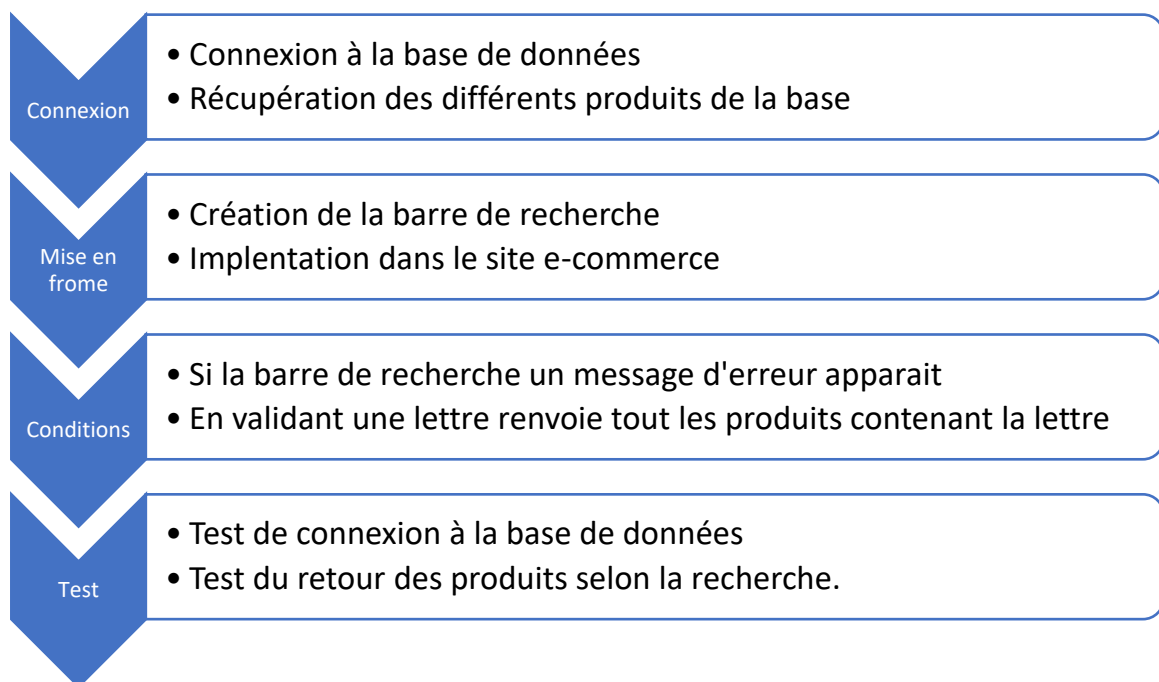 Connexion
• Connexion à la base de données
• Récupération des différents produits de la base
Mise en
frome
• Création de la barre de recherche
• Implentation dans le site e-commerce
Conditions
• Si la barre de recherche un message d'erreur apparait
• En validant une lettre renvoie tout les produits contenant la lettre
Test
• Test de connexion à la base de données
• Test du retour des produits selon la recherche.